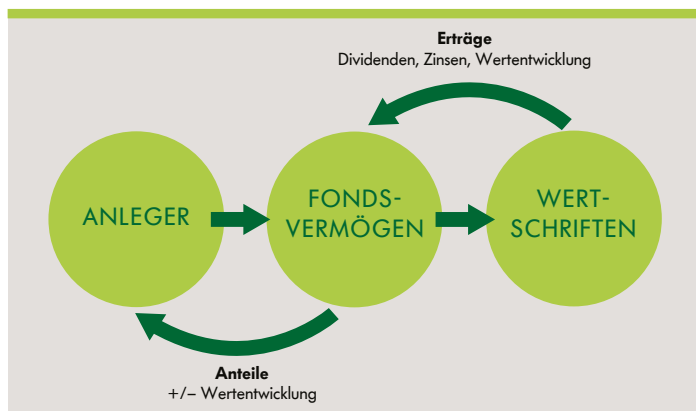 Erträge
Dividenden, Zinsen, Wertentwicklung
ANLEGER
FONDS-
VERMÖGEN
WERT-
SCHRIFTEN
Anteile
+/– Wertentwicklung